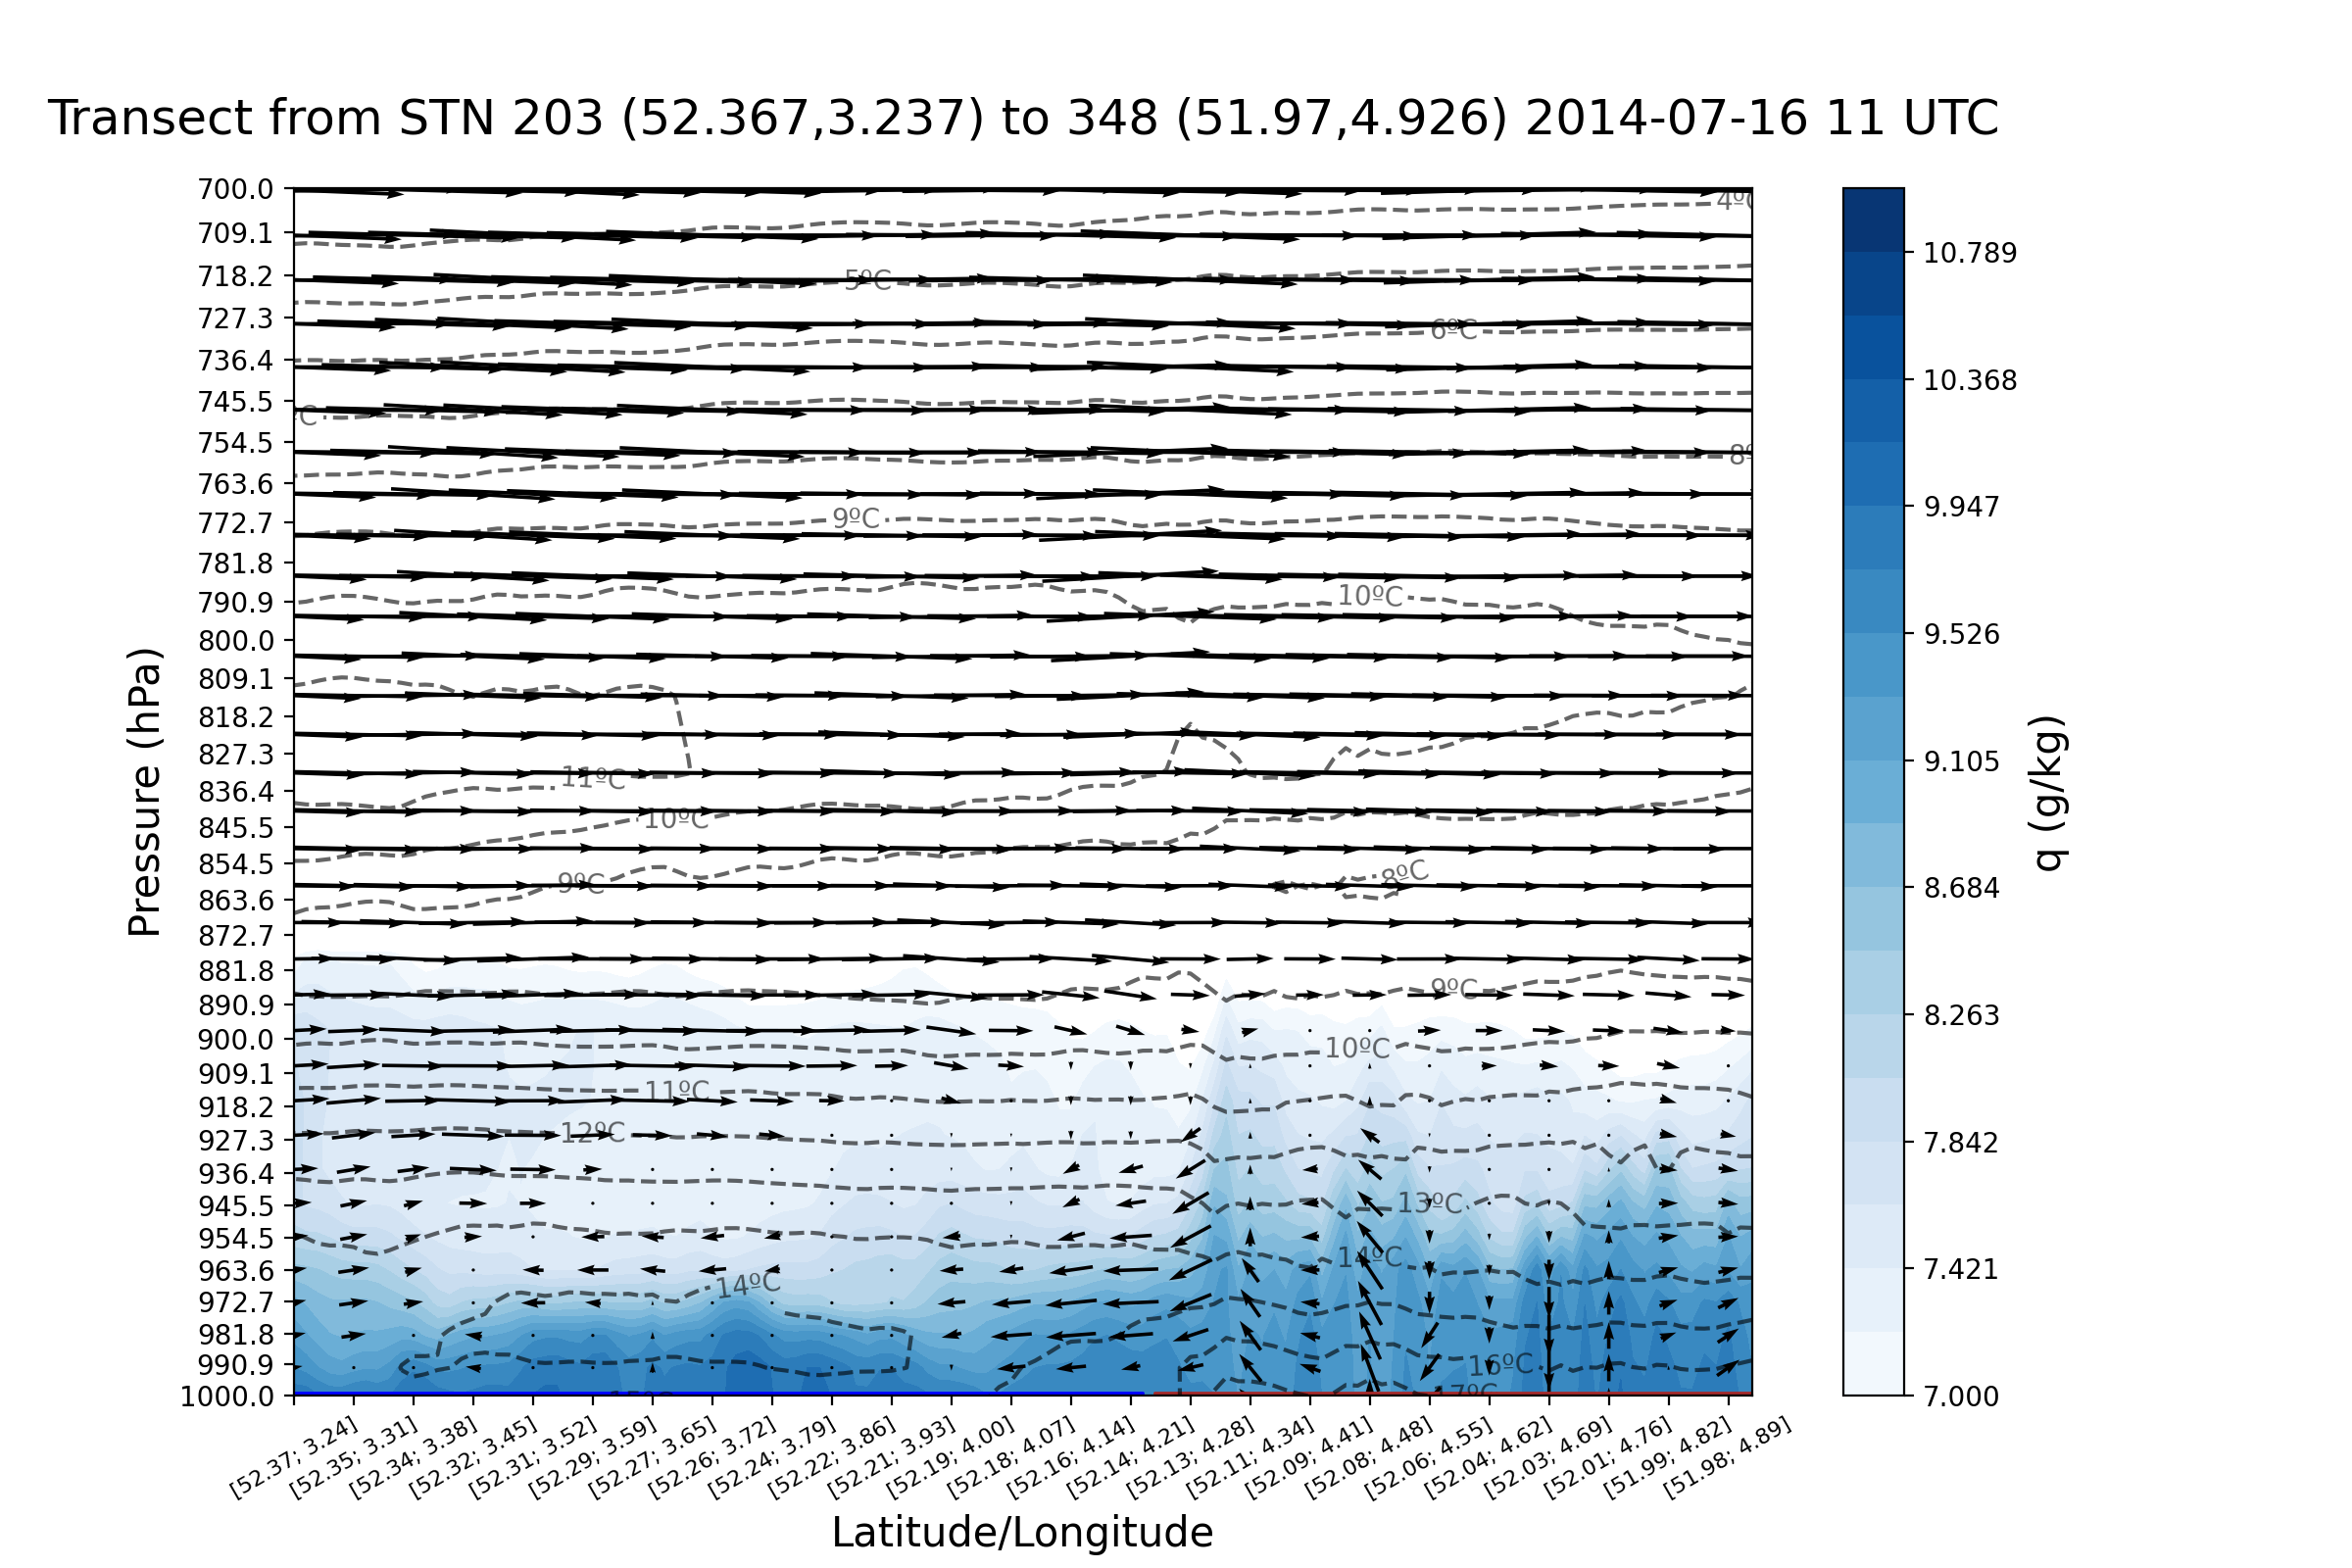 Transect from STN 203 (52.367,3.237) to 348 (51.97,4.926) 2014-07-16 11 UTC
700.0
709.1
718.2
727.3
736.4
745.5
754.5
763.6
772.7
781.8
790.9
800.0
809.1
818.2
827.3
836.4
845.5
854.5
863.6
872.7
881.8
890.9
900.0
909.1
918.2
927.3
936.4
945.5
954.5
963.6
972.7
981.8
990.9
1000.0
Pressure (hPa)
4ºC
5ºC
6ºC
ºC
8º
9ºC
10ºC
11ºC
10ºC
9ºC
8ºC
9ºC
10ºC
11ºC
12ºC
13ºC
14ºC
14ºC
16ºC
17ºC
[52.37; 3.24]
[52.35; 3.31]
[52.34; 3.38]
[52.32; 3.45]
[52.31; 3.52]
[52.29; 3.59]
[52.27; 3.65]
[52.26; 3.72]
[52.24; 3.79]
[52.22; 3.86]
[52.21; 3.93]
[52.19; 4.00]
[52.18; 4.07]
[52.16; 4.14]
[52.14; 4.21]
[52.13; 4.28]
[52.11; 4.34]
[52.09; 4.41]
[52.08; 4.48]
[52.06; 4.55]
[52.04; 4.62]
[52.03; 4.69]
[52.01; 4.76]
[51.99; 4.82]
[51.98; 4.89]
Latitude/Longitude
10.789
10.368
9.947
9.526
9.105
8.684
8.263
7.842
7.421
7.000
q (g/kg)